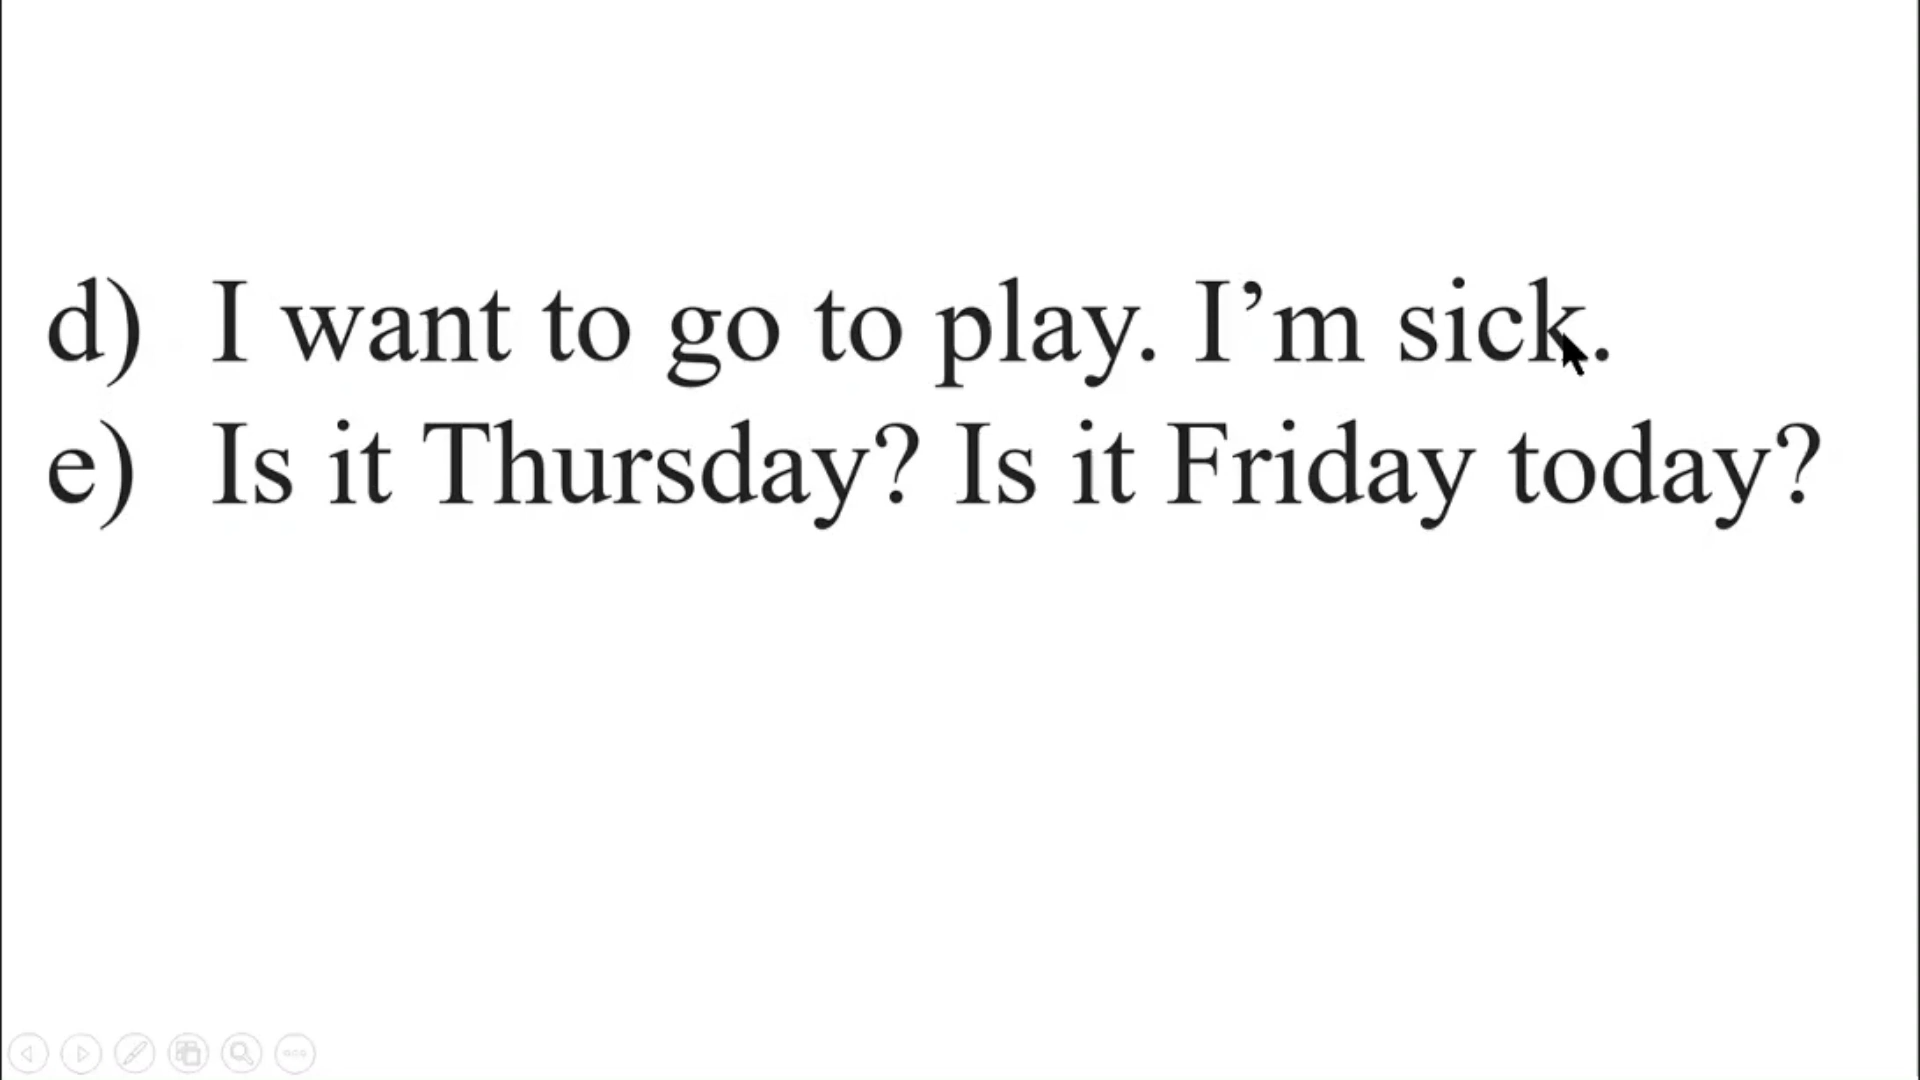 d) I want to go to play. I’m sick.
e) Is it Thursday? Is it Friday today?